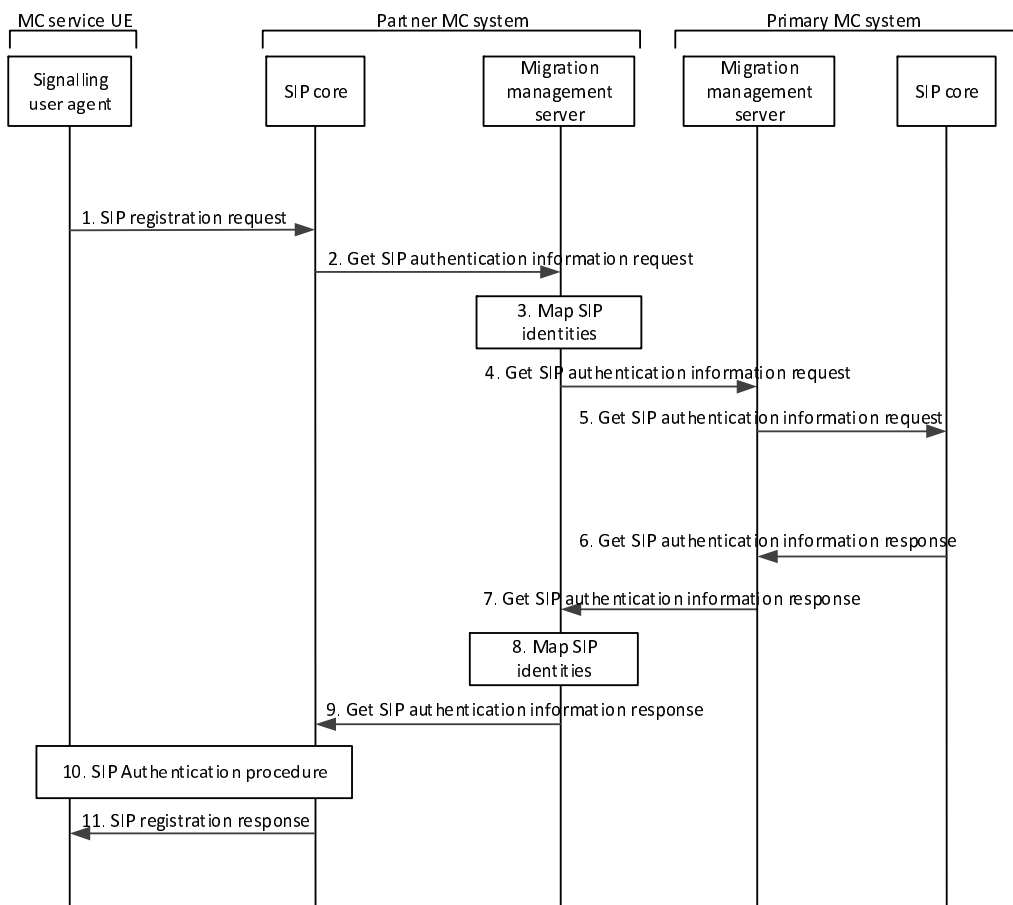 MC service UE
Partner MC system
Primary MC system
Signalling
user agent
SIP core
Migration
management
server
Migration
management
server
SIP core
1. SIP registration request
2. Get SIP authentication information request
3. Map SIP
identities
4. Get SIP authentication information request
5. Get SIP authentication information request
6. Get SIP authentication information response
7. Get SIP authentication information response
8. Map SIP
identities
9. Get SIP authentication information response
10. SIP Authentication procedure
11. SIP registration response